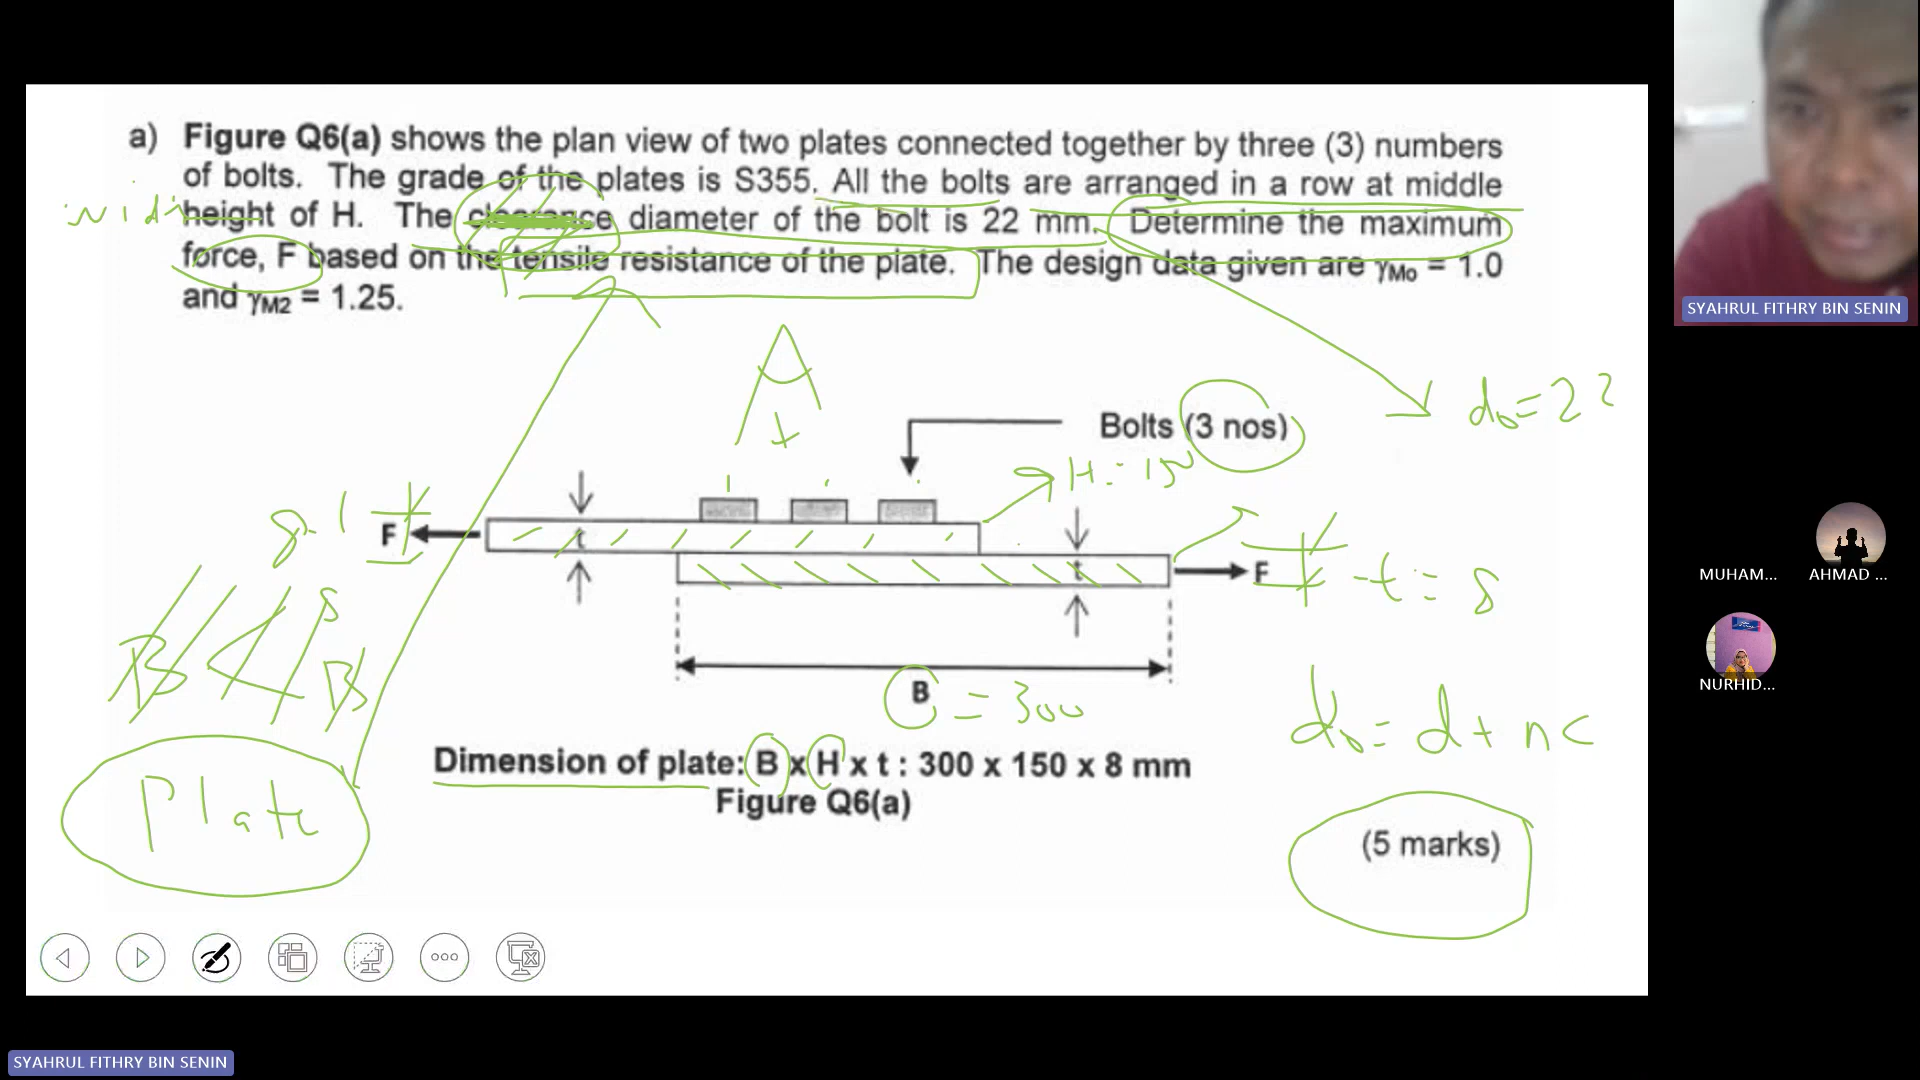 a) Figure Q6(a) shows the plan view of two plates connected together by three (3) numbers
of bolts. The grade of the plates is S355. All the bolts are arranged in a row at middle
height of H. The clearance diameter of the bolt is 22 mm. Determine the maximum
force, F based on the tensile resistance of the plate. The design data given are γMo = 1.0
and γM2 = 1.25.
A
t
do = 22
Bolts (3 nos)
H = 150
F
t
t
F
t = 8
B
= 300
do = d + nc
Dimension of plate: B x H x t : 300 x 150 x 8 mm
Figure Q6(a)
Plate
(5 marks)
SYAHRUL FITHRY BIN SENIN
MUHAM...
AHMAD ...
NURHID...
SYAHRUL FITHRY BIN SENIN